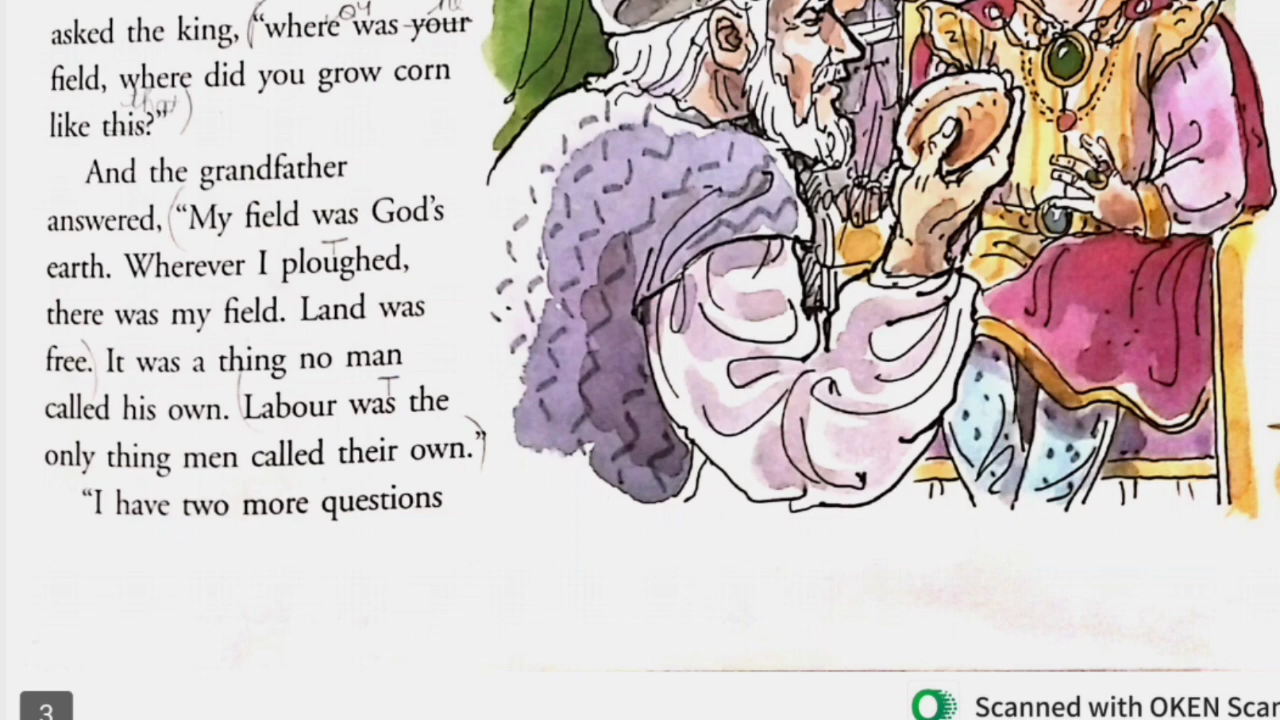 asked the king, “where was your
field, where did you grow corn
like this?”
And the grandfather
answered, “My field was God’s
earth. Wherever I ploughed,
there was my field. Land was
free. It was a thing no man
called his own. Labour was the
only thing men called their own.”
“I have two more questions
3
Scanned with OKEN Scan